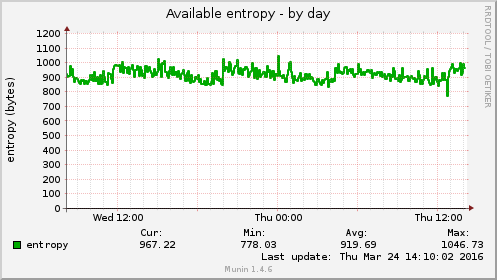 Available entropy - by day
RRDTOOL / TOBI OETIKER
entropy (bytes)
1200
1100
1000
900
800
700
600
500
400
300
200
100
0
Wed 12:00 Thu 00:00 Thu 12:00
Cur: Min: Avg: Max:
entropy 967.22 778.03 919.69 1046.73
Last update: Thu Mar 24 14:10:02 2016
Munin 1.4.6